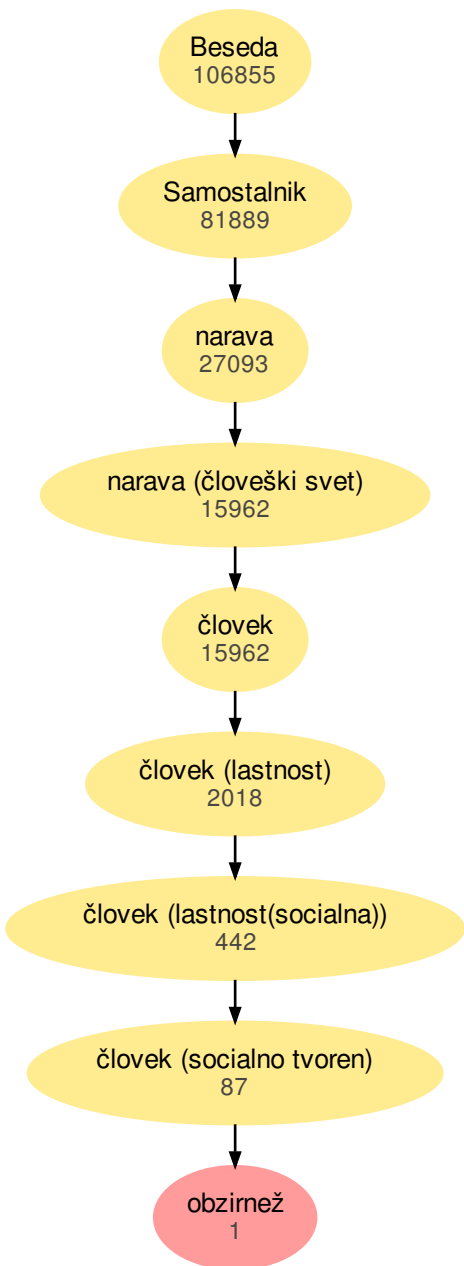 Beseda
106855
Samostalnik
81889
narava
27093
narava (človeški svet)
15962
človek
15962
človek (lastnost)
2018
človek (lastnost(socialna))
442
človek (socialno tvoren)
87
obzirnež
1